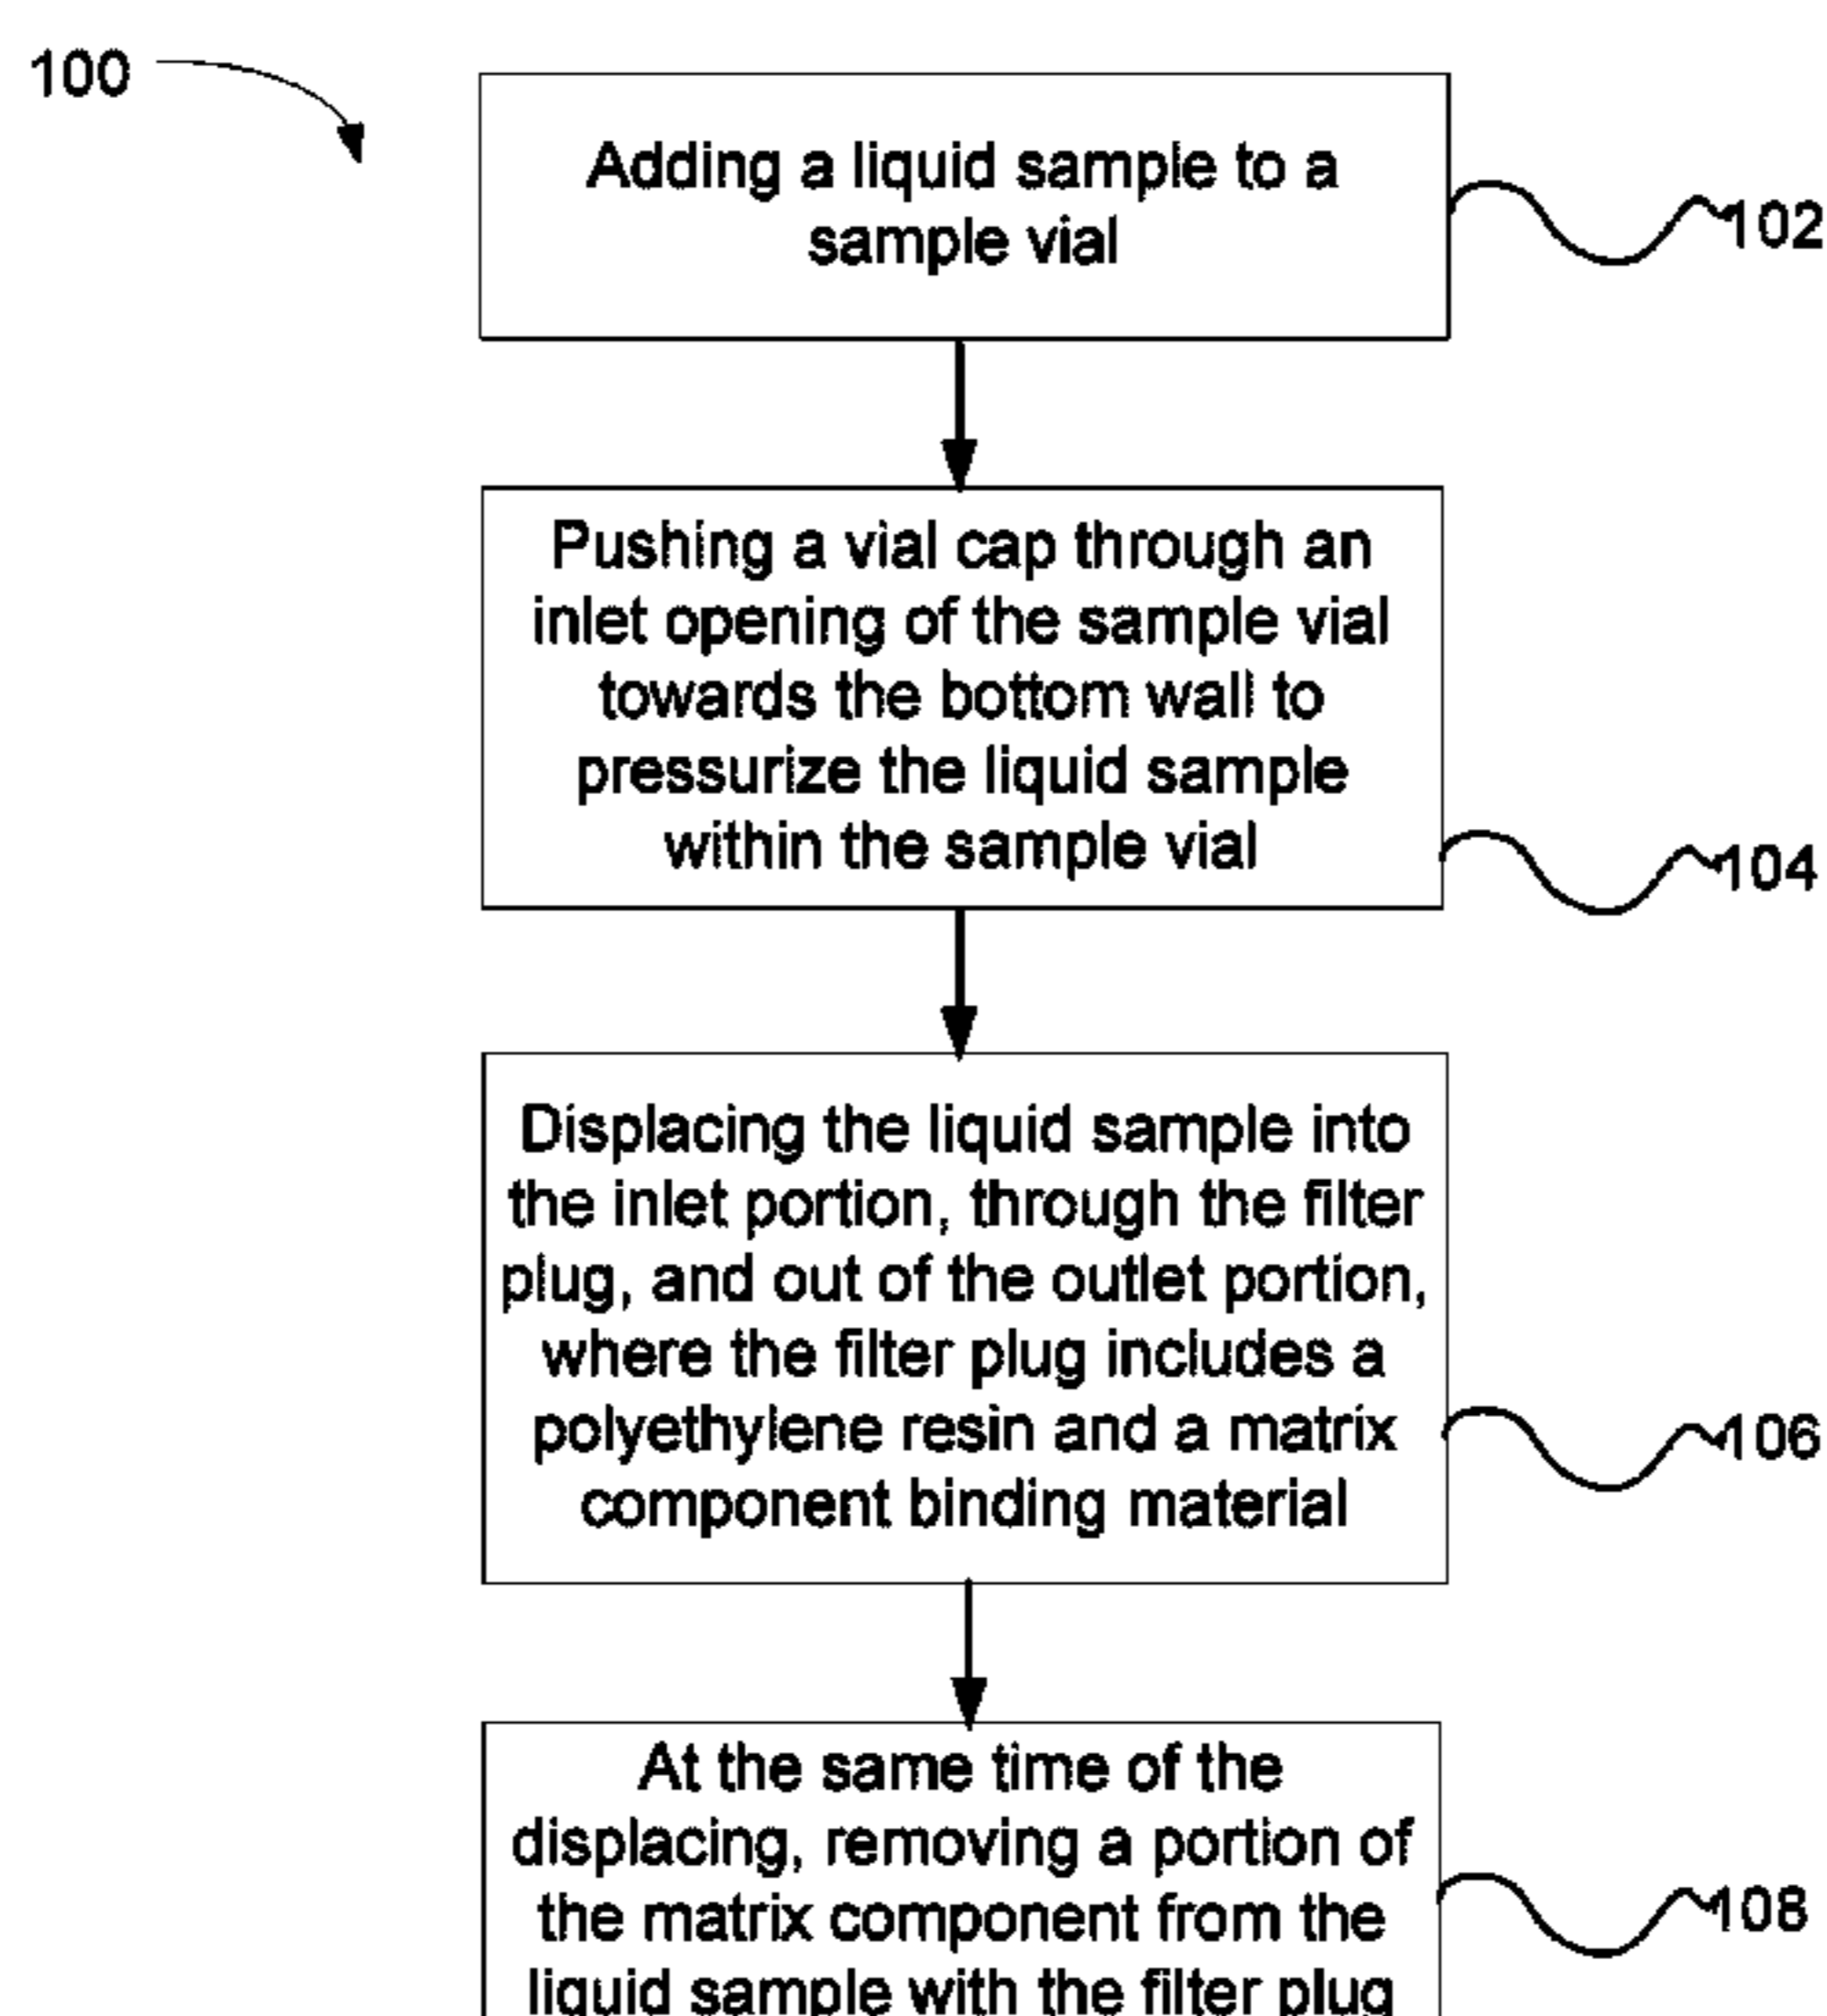 100
Adding a liquid sample to a
sample vial
102
Pushing a vial cap through an
inlet opening of the sample vial
towards the bottom wall to
pressurize the liquid sample
within the sample vial
104
Displacing the liquid sample into
the inlet portion, through the filter
plug, and out of the outlet portion,
where the filter plug includes a
polyethylene resin and a matrix
component binding material
106
At the same time of the
displacing, removing a portion of
the matrix component from the
liquid sample with the filter plug
108